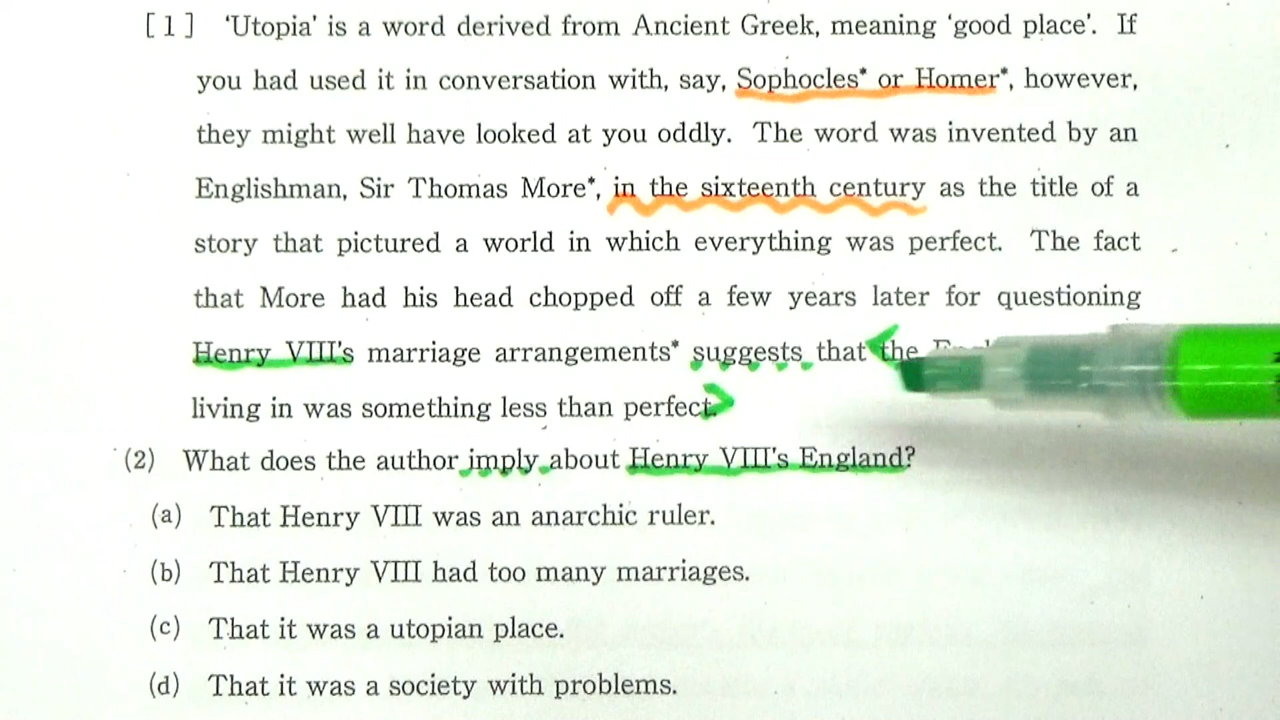 [1] ‘Utopia’ is a word derived from Ancient Greek, meaning ‘good place’. If
you had used it in conversation with, say, Sophocles* or Homer*, however,
they might well have looked at you oddly. The word was invented by an
Englishman, Sir Thomas More*, in the sixteenth century as the title of a
story that pictured a world in which everything was perfect. The fact
that More had his head chopped off a few years later for questioning
Henry VIII's marriage arrangements* suggests that the
living in was something less than perfect.
(2) What does the author imply about Henry VIII's England?
(a) That Henry VIII was an anarchic ruler.
(b) That Henry VIII had too many marriages.
(c) That it was a utopian place.
(d) That it was a society with problems.